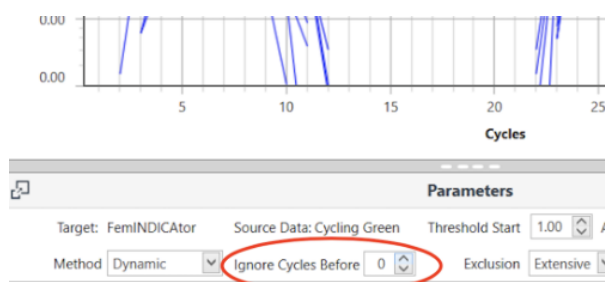 0.00
0.00
5 10 15 20 25
Cycles
Parameters
Target: FemINDICAtor Source Data: Cycling Green Threshold Start 1.00 A
Method Dynamic Ignore Cycles Before 0 Exclusion Extensive